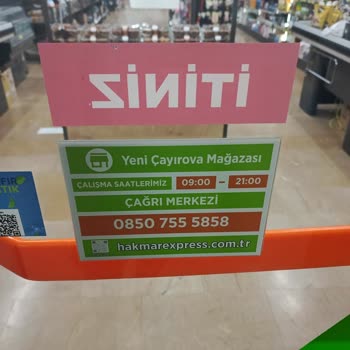 İTİNİZ
Yeni Çayırova Mağazası
ÇALIŞMA SAATLERİMİZ 09:00 – 21:00
ÇAĞRI MERKEZİ
0850 755 5858
hakmarexpress.com.tr
TIK